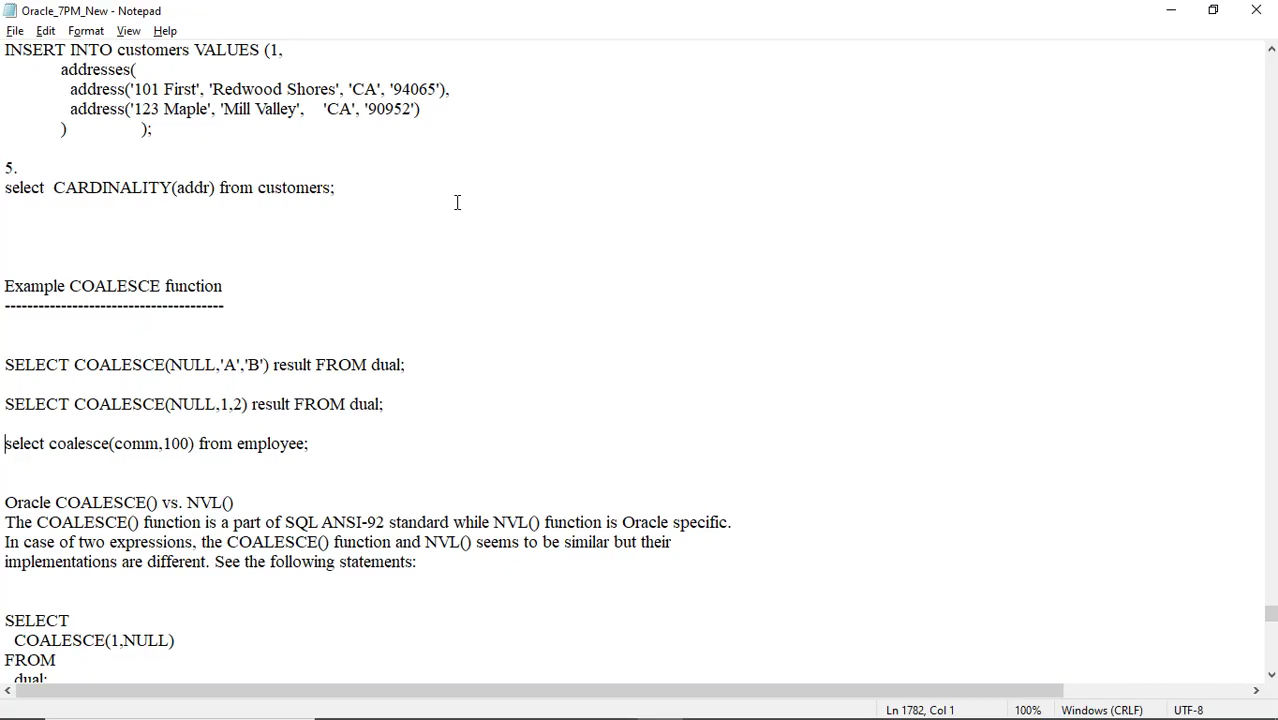 Oracle_7PM_New - Notepad
File Edit Format View Help
INSERT INTO customers VALUES (1,
addresses(
address('101 First', 'Redwood Shores', 'CA', '94065'),
address('123 Maple', 'Mill Valley', 'CA', '90952')
) );
5.
select CARDINALITY(addr) from customers;
Example COALESCE function
---------------------------------------
SELECT COALESCE(NULL,'A','B') result FROM dual;
SELECT COALESCE(NULL,1,2) result FROM dual;
select coalesce(comm,100) from employee;
Oracle COALESCE() vs. NVL()
The COALESCE() function is a part of SQL ANSI-92 standard while NVL() function is Oracle specific.
In case of two expressions, the COALESCE() function and NVL() seems to be similar but their
implementations are different. See the following statements:
SELECT
COALESCE(1,NULL)
FROM
dual;
Ln 1782, Col 1 100% Windows (CRLF) UTF-8